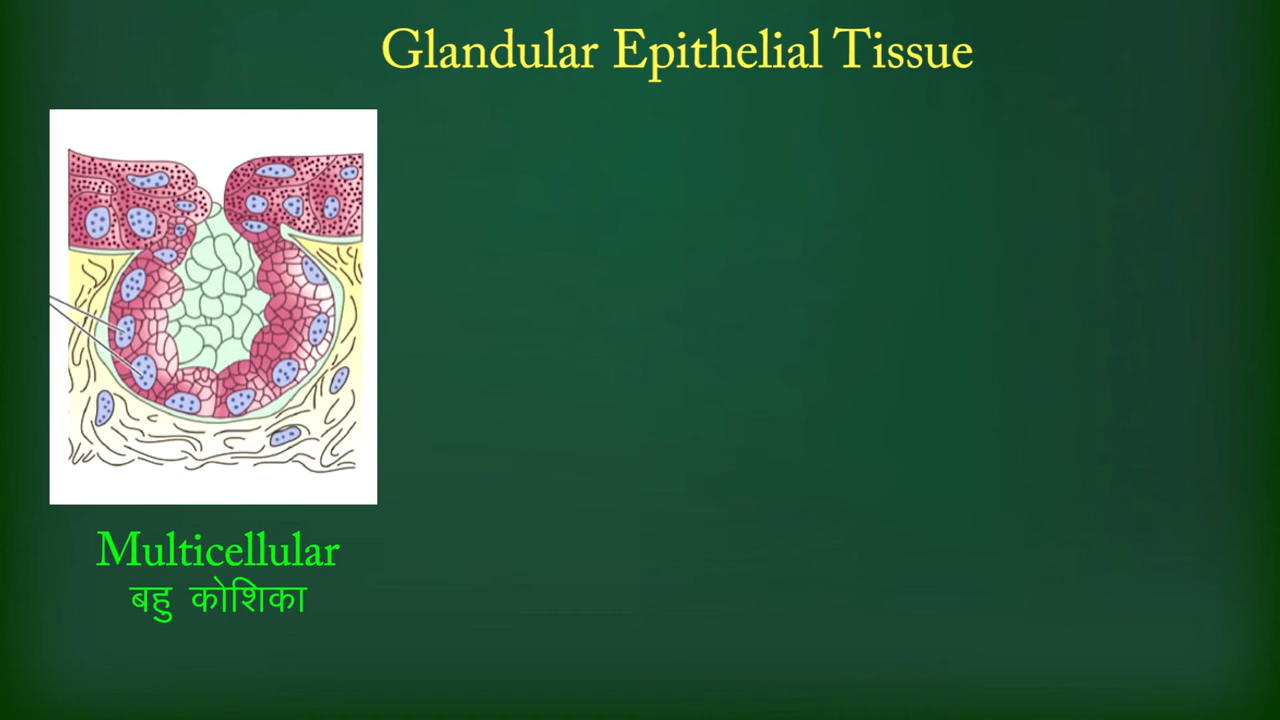 Glandular Epithelial Tissue
Multicellular
बहु कोशिका